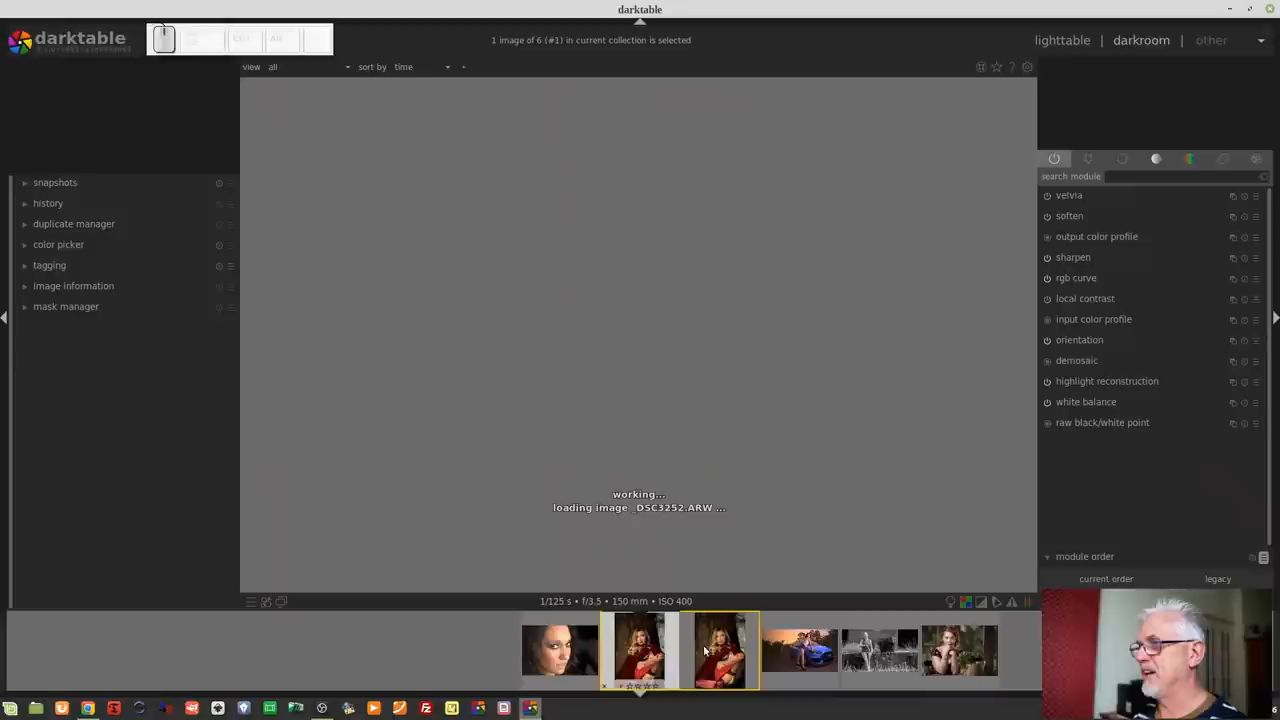 darktable
darktable
1 image of 6 (#1) in current collection is selected
lighttable | darkroom | other
view all
sort by time
snapshots
history
duplicate manager
color picker
tagging
image information
mask manager
search module
velvia
soften
output color profile
sharpen
rgb curve
local contrast
input color profile
orientation
demosaic
highlight reconstruction
white balance
raw black/white point
working...
loading image _DSC3252.ARW ...
module order
current order
legacy
1/125 s • f/3.5 • 150 mm • ISO 400